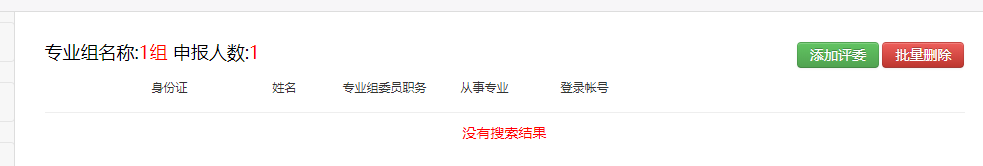 专业组名称:1组 申报人数:1 添加评委 批量删除
身份证 姓名 专业组委员职务 从事专业 登录帐号
没有搜索结果